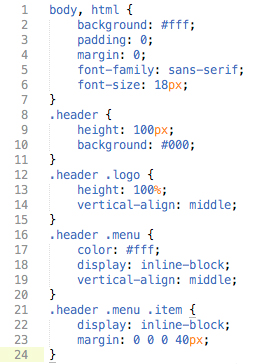 1 body, html {
2     background: #fff;
3     padding: 0;
4     margin: 0;
5     font-family: sans-serif;
6     font-size: 18px;
7 }
8 .header {
9     height: 100px;
10     background: #000;
11 }
12 .header .logo {
13     height: 100%;
14     vertical-align: middle;
15 }
16 .header .menu {
17     color: #fff;
18     display: inline-block;
19     vertical-align: middle;
20 }
21 .header .menu .item {
22     display: inline-block;
23     margin: 0 0 0 40px;
24 }